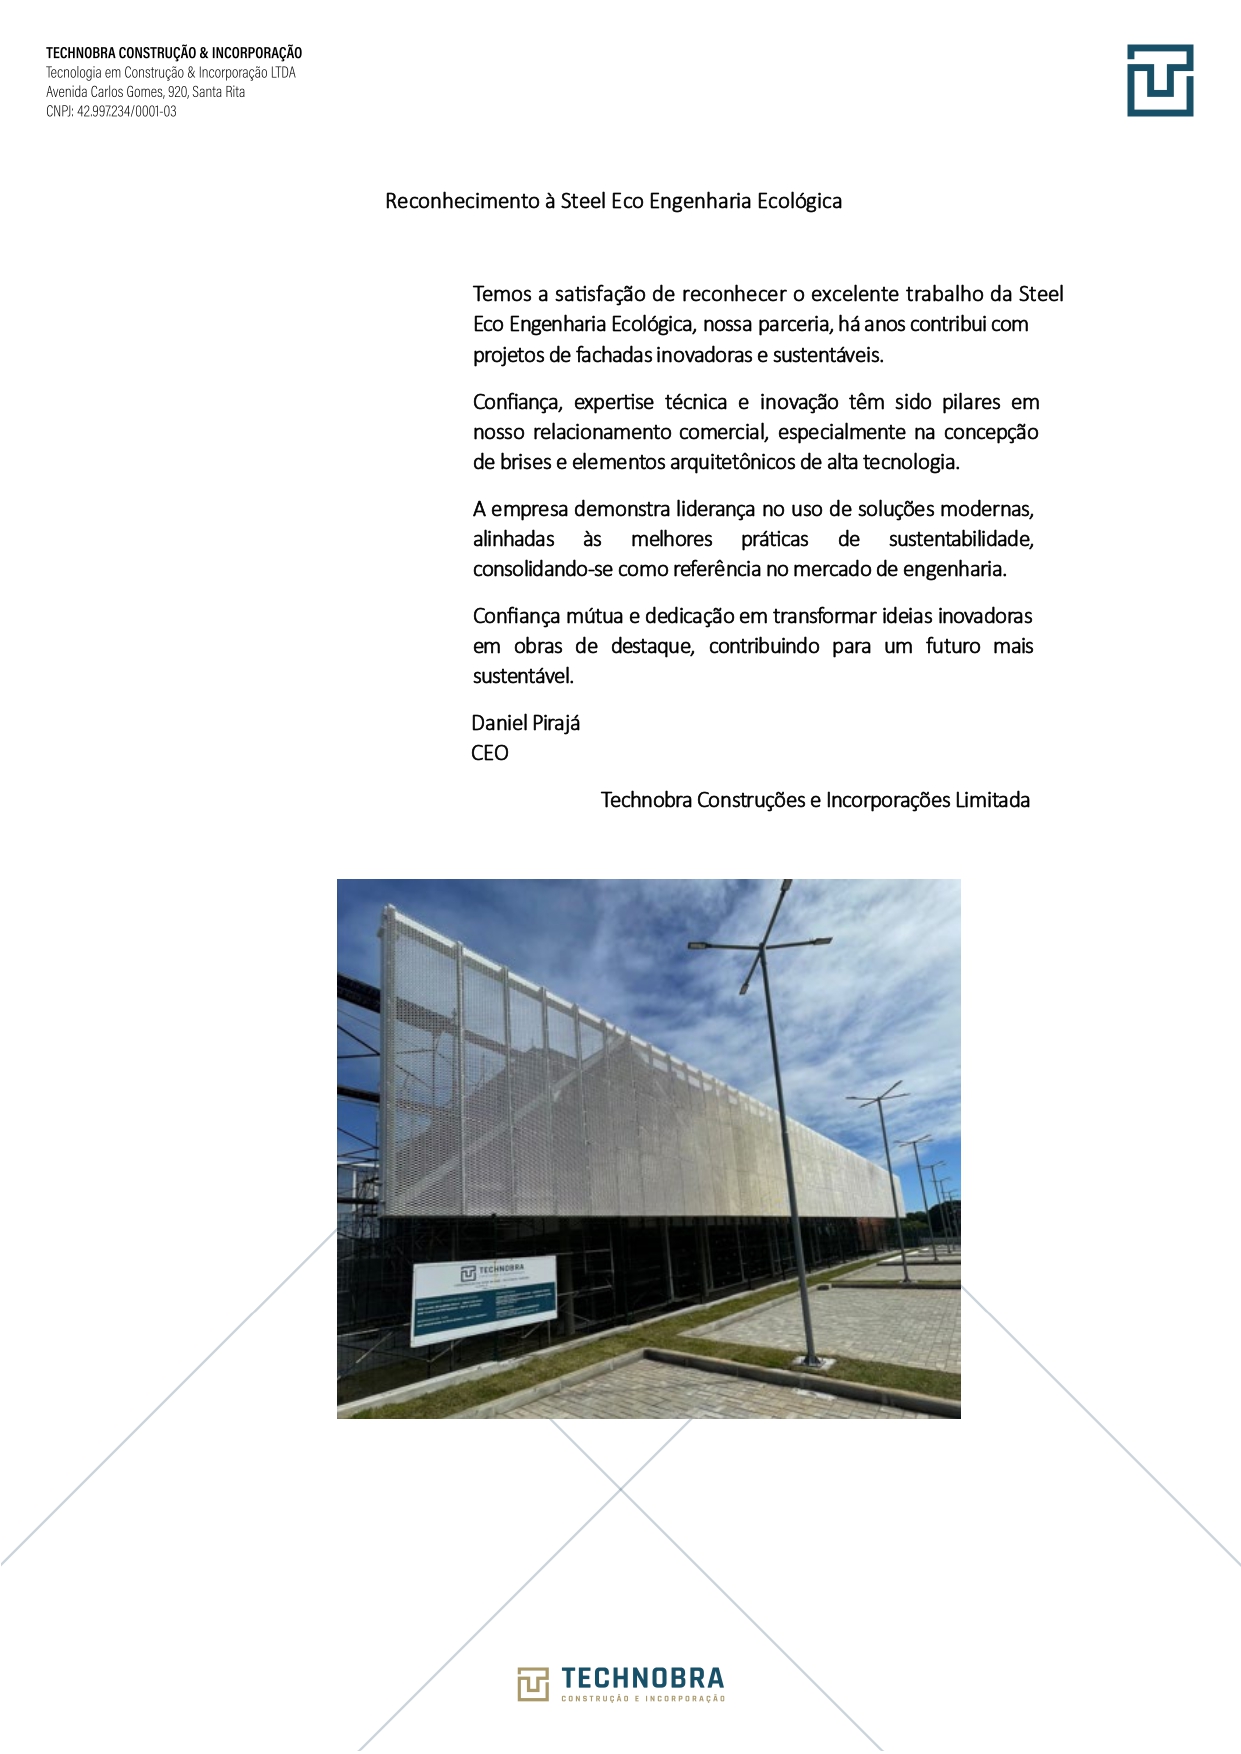 TECHNOBRA CONSTRUÇÃO & INCORPORAÇÃO
Tecnologia em Construção & Incorporação LTDA
Avenida Carlos Gomes, 920, Santa Rita
CNPJ: 42.997.234/0001-03
Reconhecimento à Steel Eco Engenharia Ecológica
Temos a satisfação de reconhecer o excelente trabalho da Steel
Eco Engenharia Ecológica, nossa parceria, há anos contribui com
projetos de fachadas inovadoras e sustentáveis.
Confiança, expertise técnica e inovação têm sido pilares em
nosso relacionamento comercial, especialmente na concepção
de brises e elementos arquitetônicos de alta tecnologia.
A empresa demonstra liderança no uso de soluções modernas,
alinhadas às melhores práticas de sustentabilidade,
consolidando-se como referência no mercado de engenharia.
Confiança mútua e dedicação em transformar ideias inovadoras
em obras de destaque, contribuindo para um futuro mais
sustentável.
Daniel Pirajá
CEO
Technobra Construções e Incorporações Limitada
TECHNOBRA
TECHNOBRA
CONSTRUÇÃO E INCORPORAÇÃO